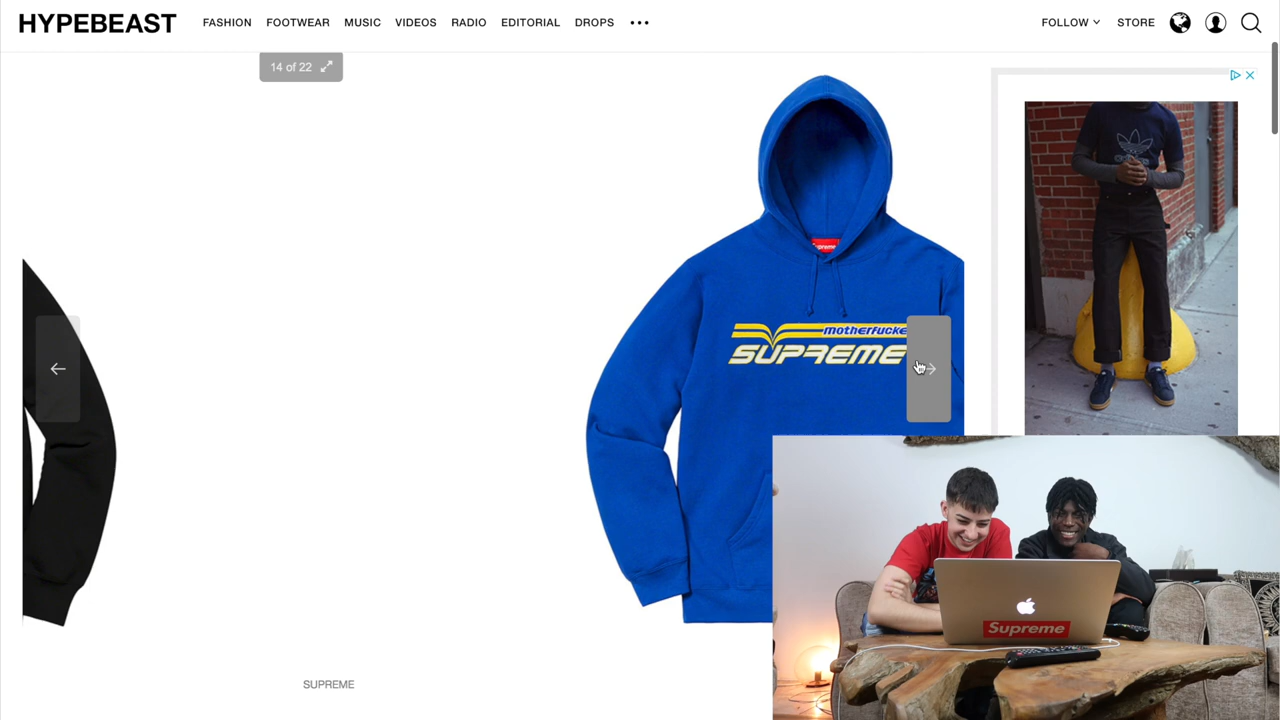 HYPEBEAST
FASHION FOOTWEAR MUSIC VIDEOS RADIO EDITORIAL DROPS •••
FOLLOW STORE
14 of 22
Supreme
motherfucke
SUPREME
Supreme
SUPREME